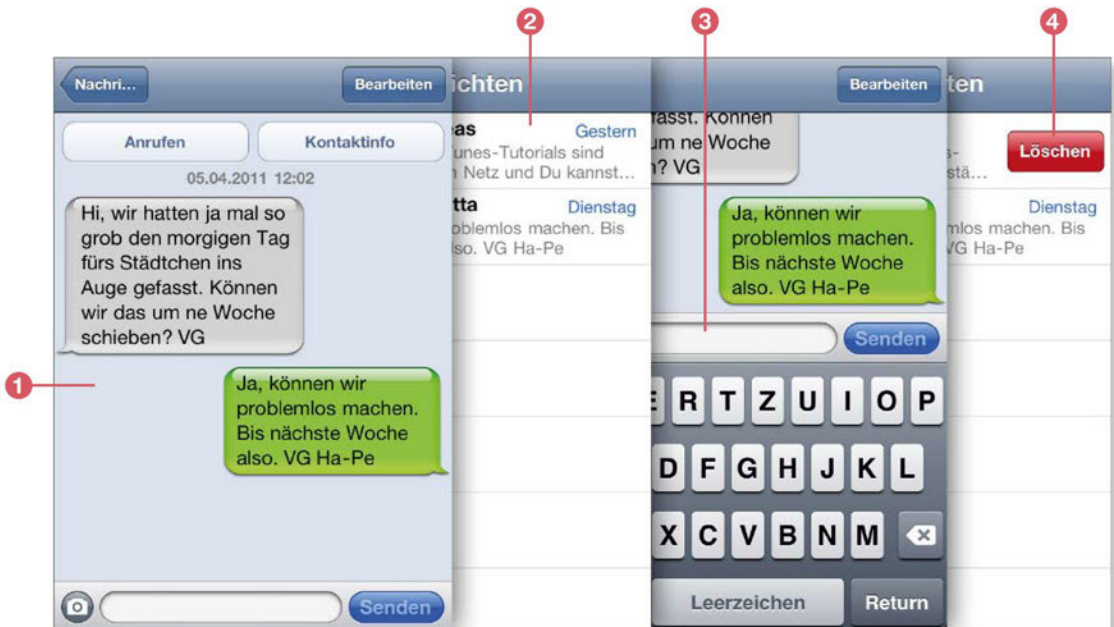 2
3
4
Nachri...
Bearbeiten
Anrufen
Kontaktinfo
05.04.2011 12:02
Hi, wir hatten ja mal so
grob den morgigen Tag
fürs Städtchen ins
Auge gefasst. Können
wir das um ne Woche
schieben? VG
1
Ja, können wir
problemlos machen.
Bis nächste Woche
also. VG Ha-Pe
Senden
ichten
eas
Gestern
Tunes-Tutorials sind
n Netz und Du kannst...
tta
Dienstag
oblemlos machen. Bis
lso. VG Ha-Pe
Bearbeiten
fasst. Können
um ne Woche
n? VG
Ja, können wir
problemlos machen.
Bis nächste Woche
also. VG Ha-Pe
Senden
E R T Z U I O P
D F G H J K L
X C V B N M
Leerzeichen
Return
ten
s-
Löschen
stä...
Dienstag
mlos machen. Bis
VG Ha-Pe